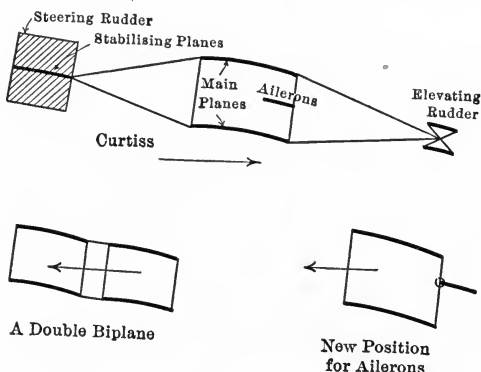 Steering Rudder
Stabilising Planes
Main
Planes
Ailerons
Elevating
Rudder
Curtiss
A Double Biplane
New Position
for Ailerons